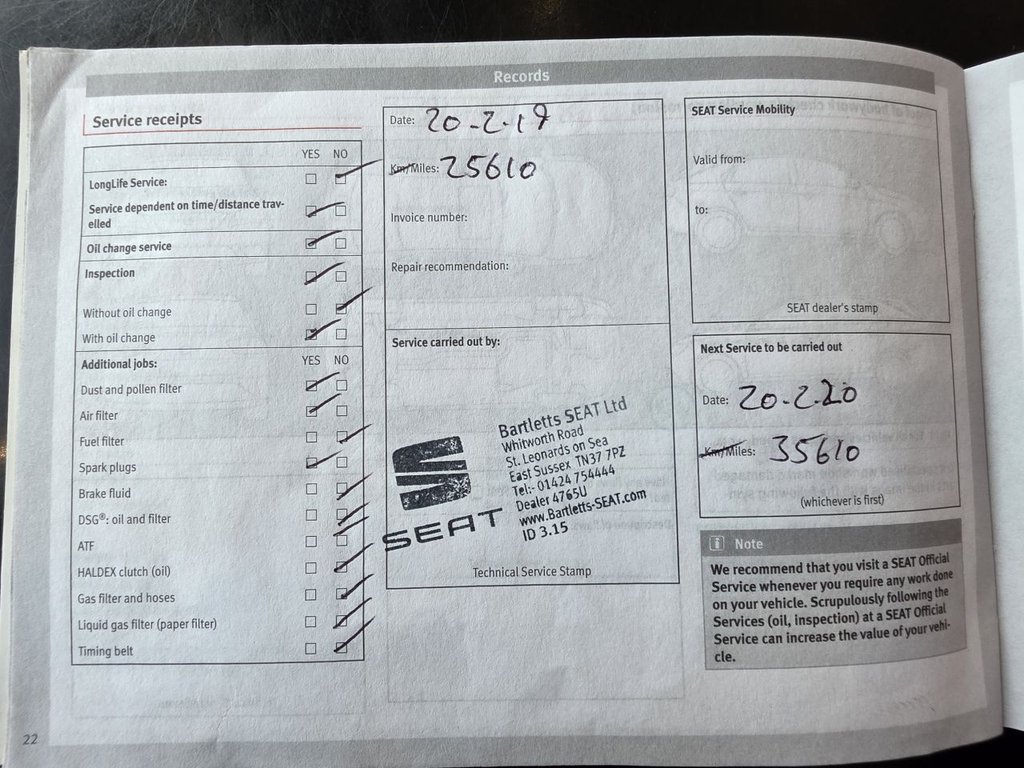 Records
Service receipts
YES NO
LongLife Service:
Service dependent on time/distance trav-
elled
Oil change service
Inspection
Without oil change
With oil change
Additional jobs: YES NO
Dust and pollen filter
Air filter
Fuel filter
Spark plugs
Brake fluid
DSG®: oil and filter
ATF
HALDEX clutch (oil)
Gas filter and hoses
Liquid gas filter (paper filter)
Timing belt
22
Date: 20-2-19
Km/Miles: 25610
Invoice number:
Repair recommendation:
Service carried out by:
SEAT
Bartletts SEAT Ltd
Whitworth Road
St. Leonards on Sea
East Sussex TN37 7PZ
Tel:- 01424 754444
Dealer 4765U
www.Bartletts-SEAT.com
ID 3.15
Technical Service Stamp
SEAT Service Mobility
Valid from:
to:
SEAT dealer's stamp
Next Service to be carried out
Date: 20-2-20
Km/Miles: 35610
(whichever is first)
i Note
We recommend that you visit a SEAT Official
Service whenever you require any work done
on your vehicle. Scrupulously following the
Services (oil, inspection) at a SEAT Official
Service can increase the value of your vehi-
cle.